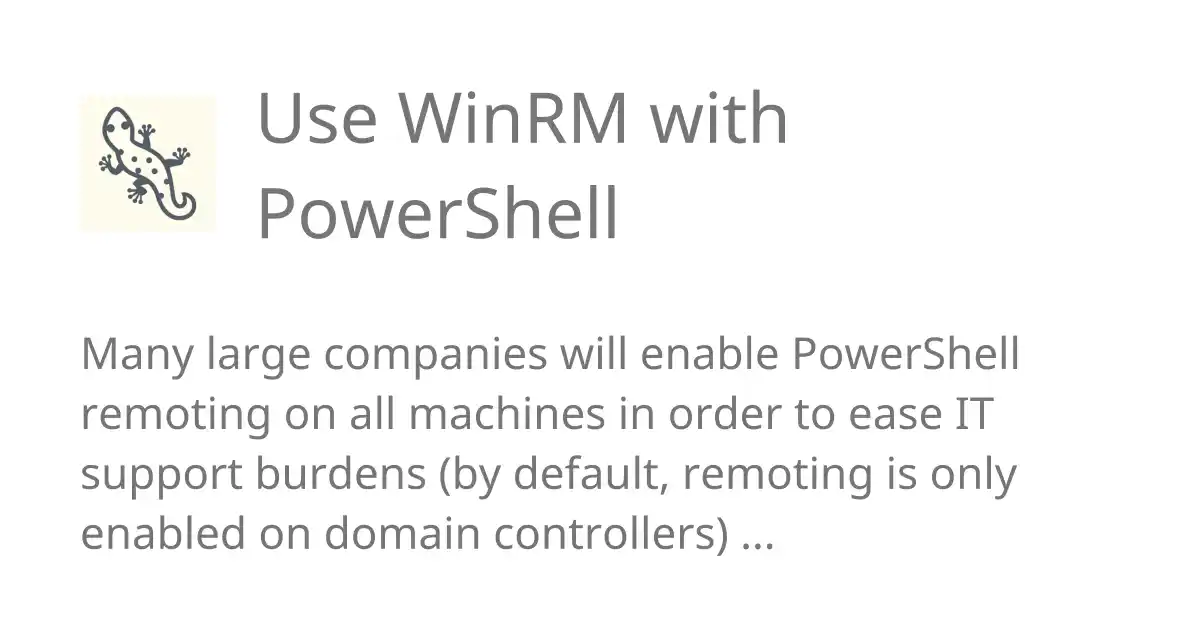 Use WinRM with
PowerShell
Many large companies will enable PowerShell
remoting on all machines in order to ease IT
support burdens (by default, remoting is only
enabled on domain controllers) ...